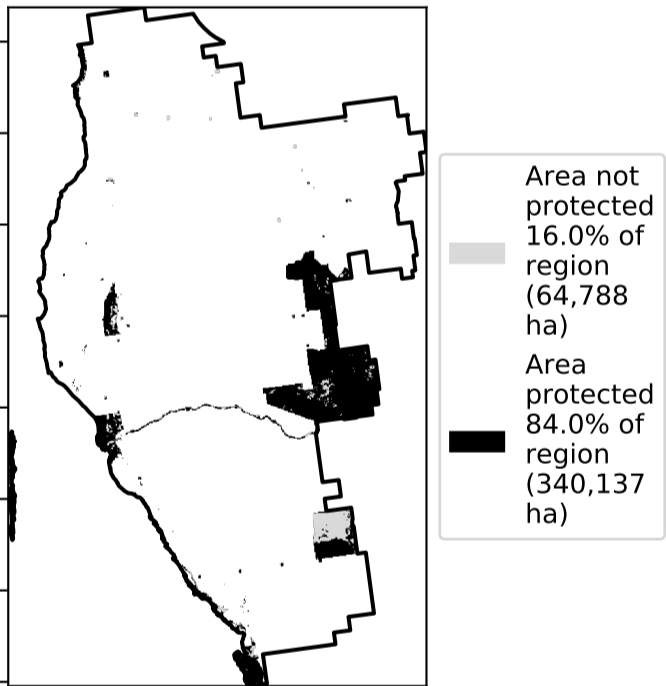 Area not
protected
16.0% of
region
(64,788
ha)
Area
protected
84.0% of
region
(340,137
ha)